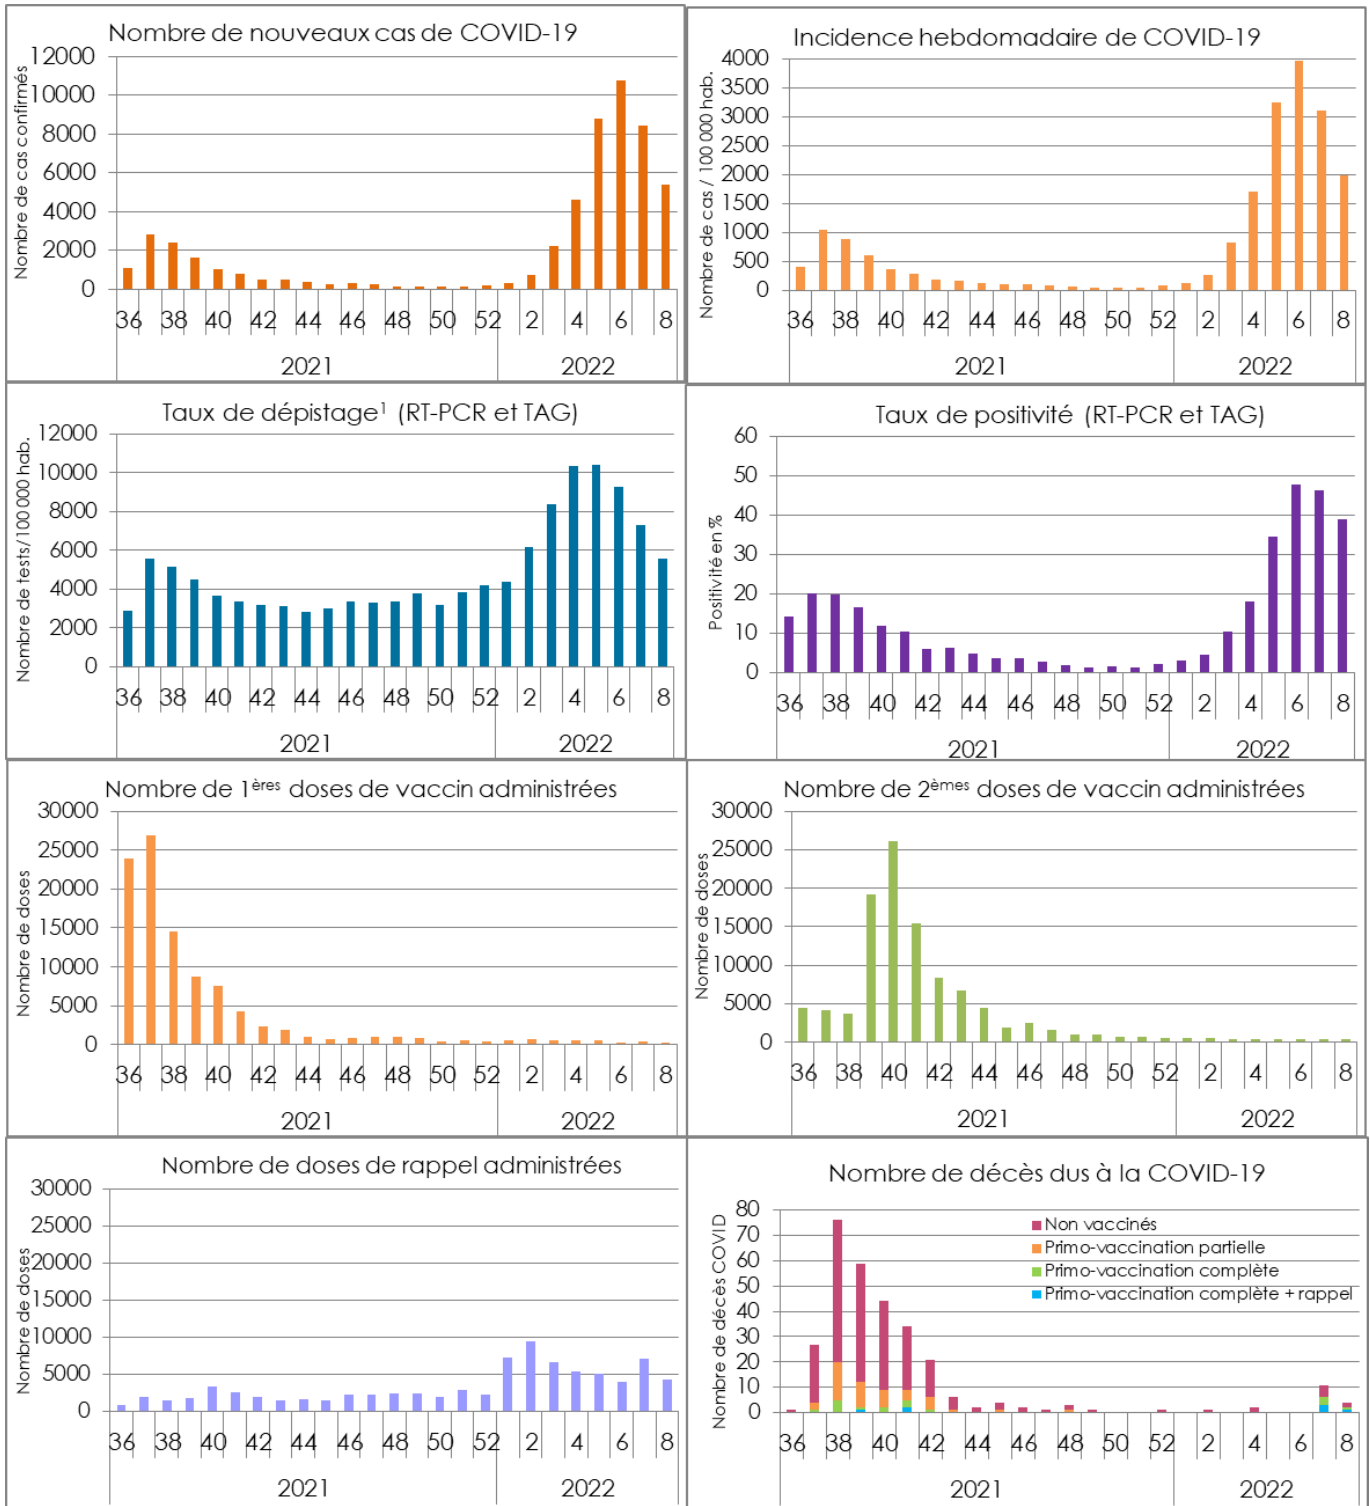 Nombre de nouveaux cas de COVID-19
Nombre de cas confirmés
12000
10000
8000
6000
4000
2000
0
36 38 40 42 44 46 48 50 52 2 4 6 8
2021 2022
Incidence hebdomadaire de COVID-19
Nombre de cas / 100 000 hab.
4000
3500
3000
2500
2000
1500
1000
500
0
36 38 40 42 44 46 48 50 52 2 4 6 8
2021 2022
Taux de dépistage¹ (RT-PCR et TAG)
Nombre de tests/100 000 hab.
12000
10000
8000
6000
4000
2000
0
36 38 40 42 44 46 48 50 52 2 4 6 8
2021 2022
Taux de positivité (RT-PCR et TAG)
Positivité en %
60
50
40
30
20
10
0
36 38 40 42 44 46 48 50 52 2 4 6 8
2021 2022
Nombre de 1ères doses de vaccin administrées
Nombre de doses
30000
25000
20000
15000
10000
5000
0
36 38 40 42 44 46 48 50 52 2 4 6 8
2021 2022
Nombre de 2èmes doses de vaccin administrées
Nombre de doses
30000
25000
20000
15000
10000
5000
0
36 38 40 42 44 46 48 50 52 2 4 6 8
2021 2022
Nombre de doses de rappel administrées
Nombre de doses
30000
25000
20000
15000
10000
5000
0
36 38 40 42 44 46 48 50 52 2 4 6 8
2021 2022
Nombre de décès dus à la COVID-19
Nombre de décès COVID
80
70
60
50
40
30
20
10
0
Non vaccinés
Primo-vaccination partielle
Primo-vaccination complète
Primo-vaccination complète + rappel
36 38 40 42 44 46 48 50 52 2 4 6 8
2021 2022